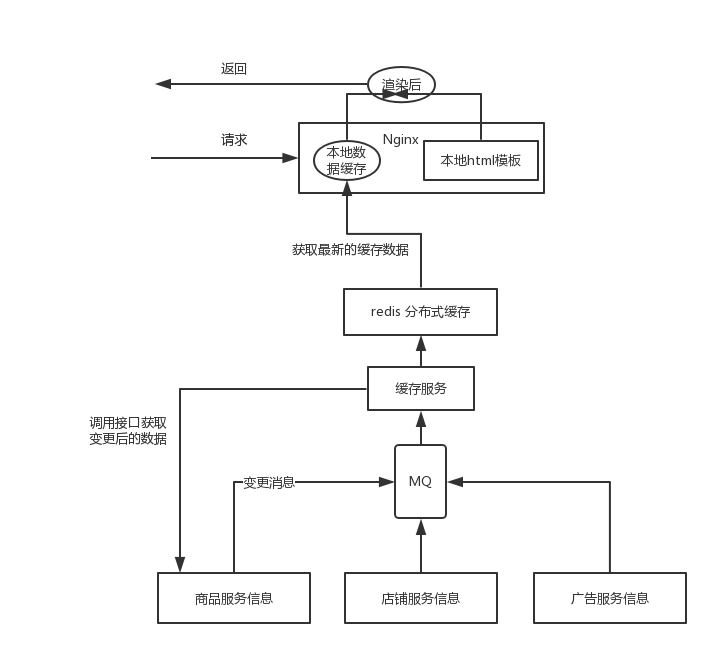 返回
渲染后
请求
Nginx
本地数
据缓存
本地html模板
获取最新的缓存数据
redis 分布式缓存
缓存服务
调用接口获取
变更后的数据
变更消息
MQ
商品服务信息
店铺服务信息
广告服务信息